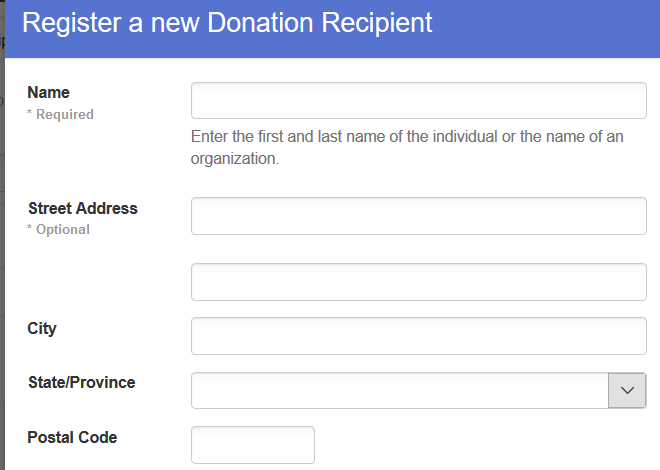 Register a new Donation Recipient
Name
* Required
Enter the first and last name of the individual or the name of an
organization.
Street Address
* Optional
City
State/Province
Postal Code